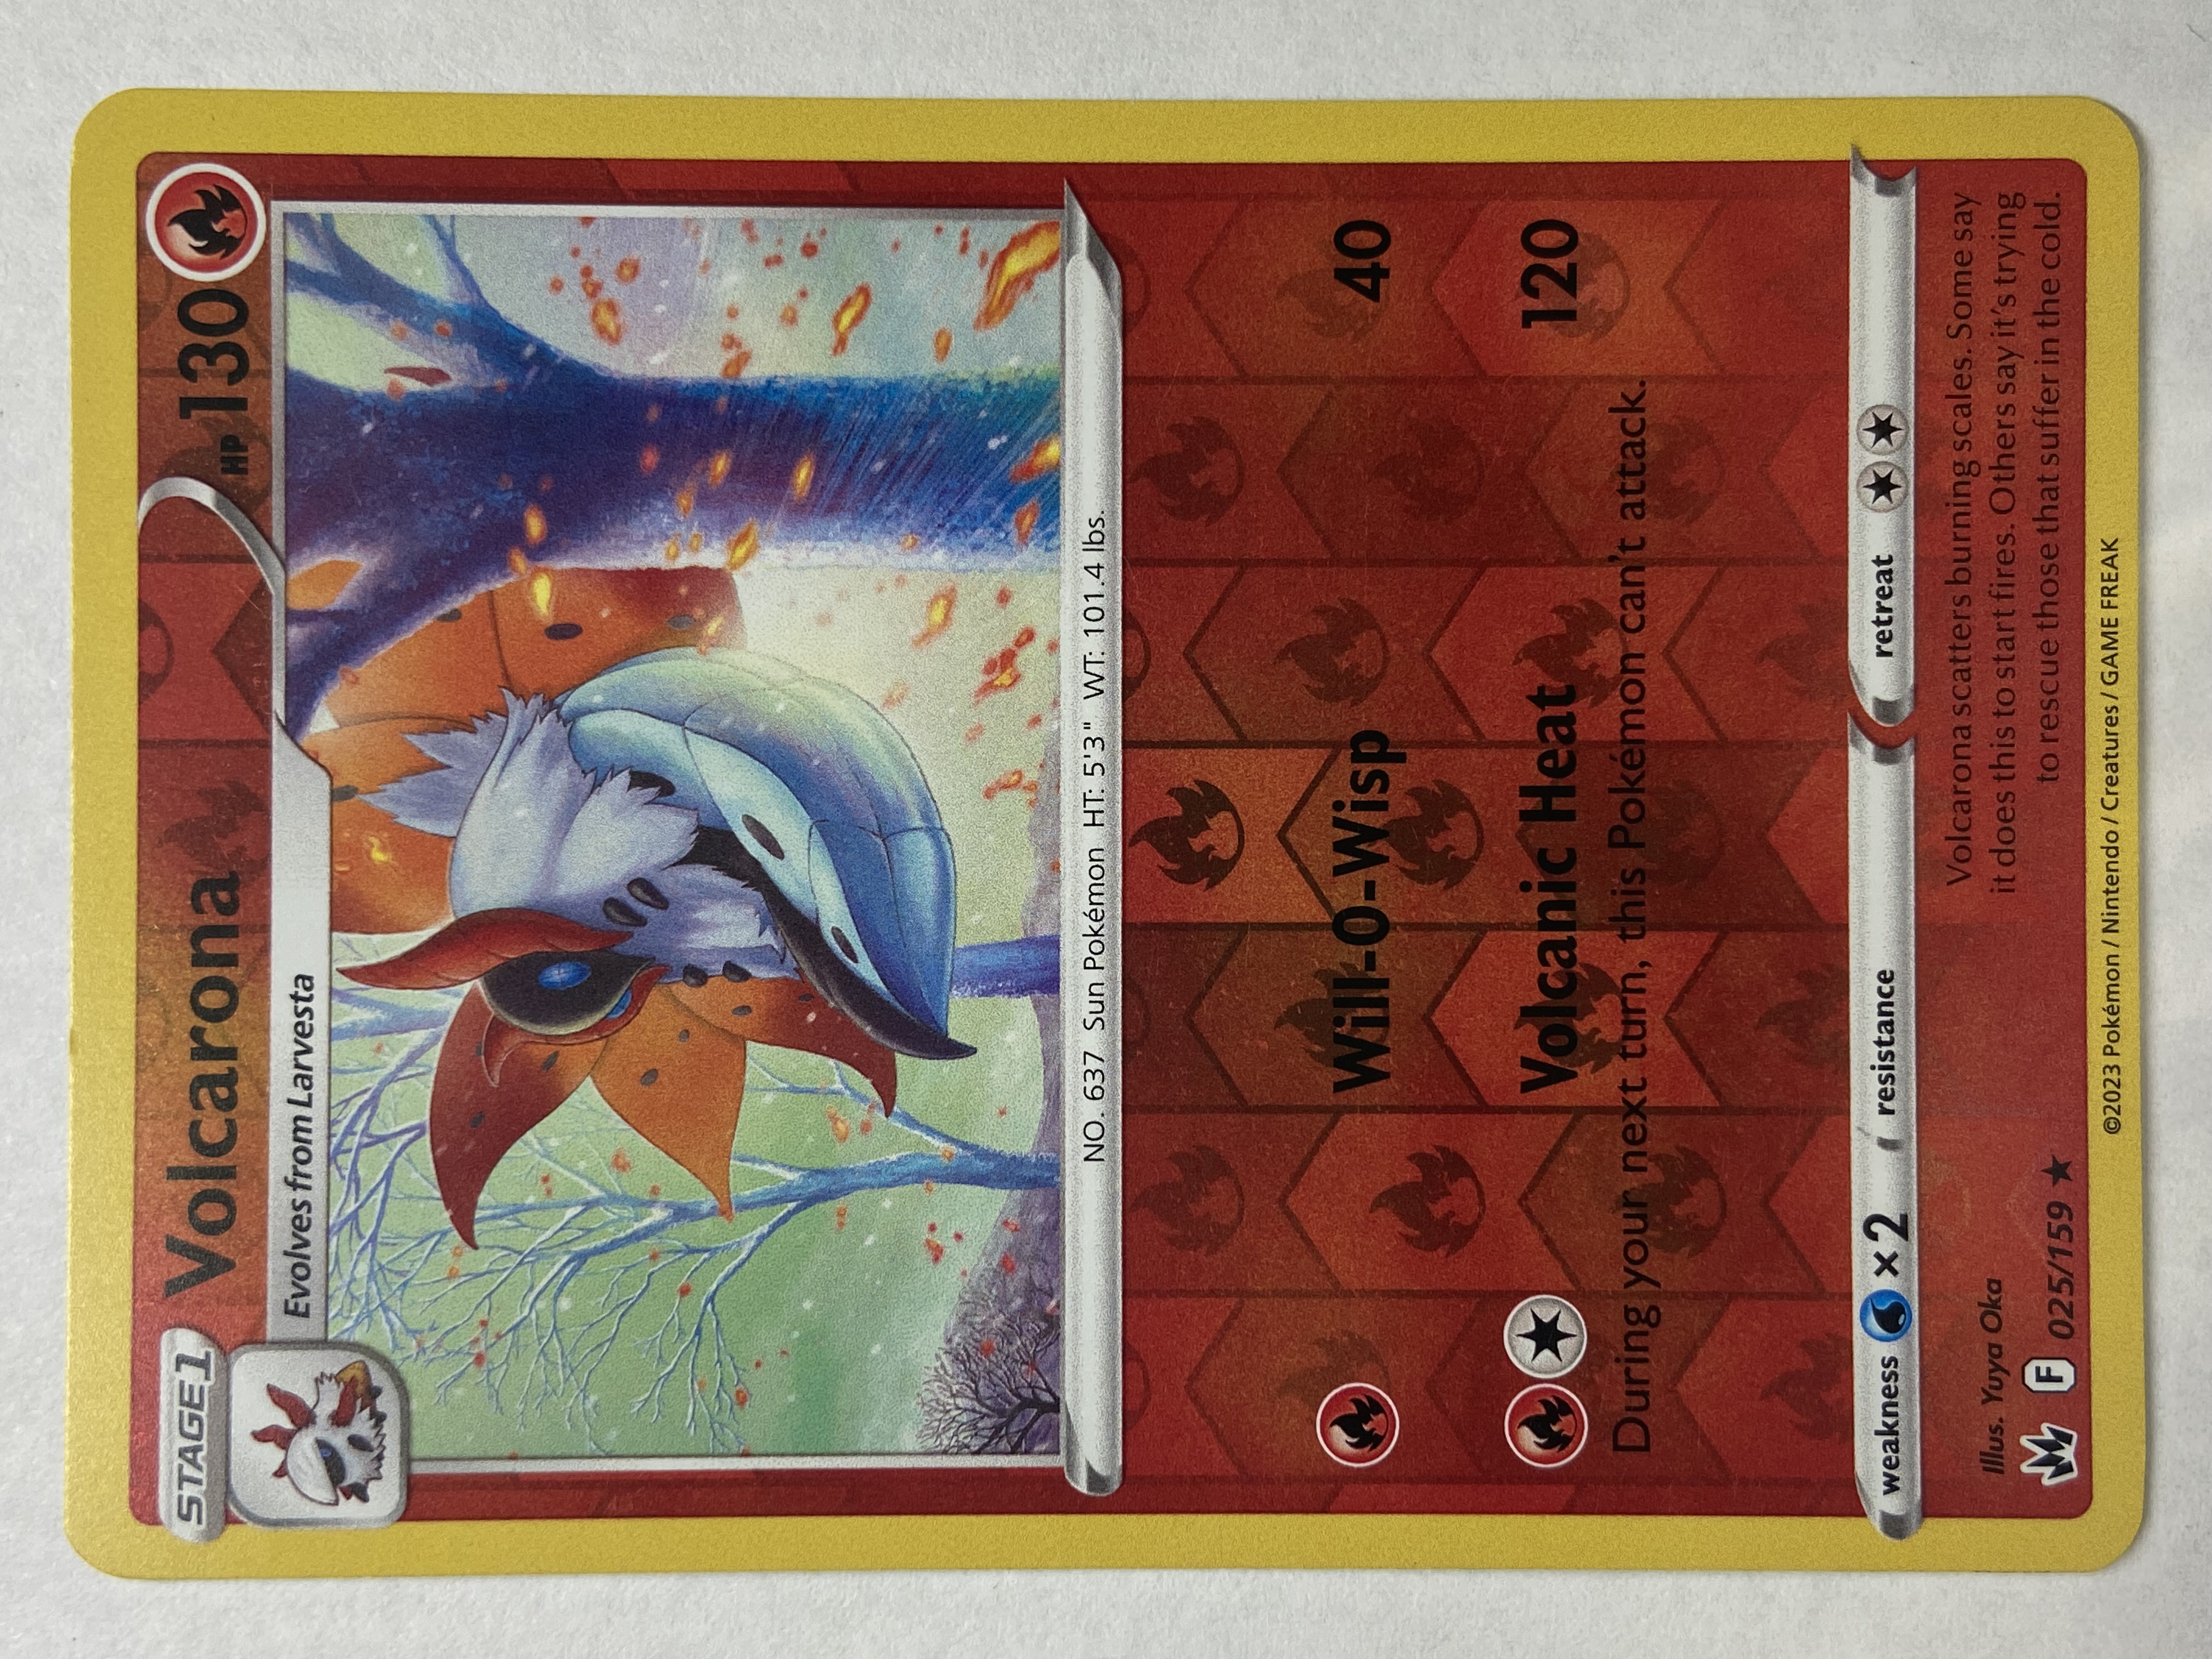 STAGE1 Volcarona HP 130
Evolves from Larvesta
NO. 637 Sun Pokémon HT: 5'3" WT: 101.4 lbs.
Will-O-Wisp 40
Volcanic Heat 120
During your next turn, this Pokémon can't attack.
weakness ×2 resistance retreat
Volcarona scatters burning scales. Some say
it does this to start fires. Others say it's trying
to rescue those that suffer in the cold.
Illus. Yuya Oka
F 025/159 ★
©2023 Pokémon / Nintendo / Creatures / GAME FREAK